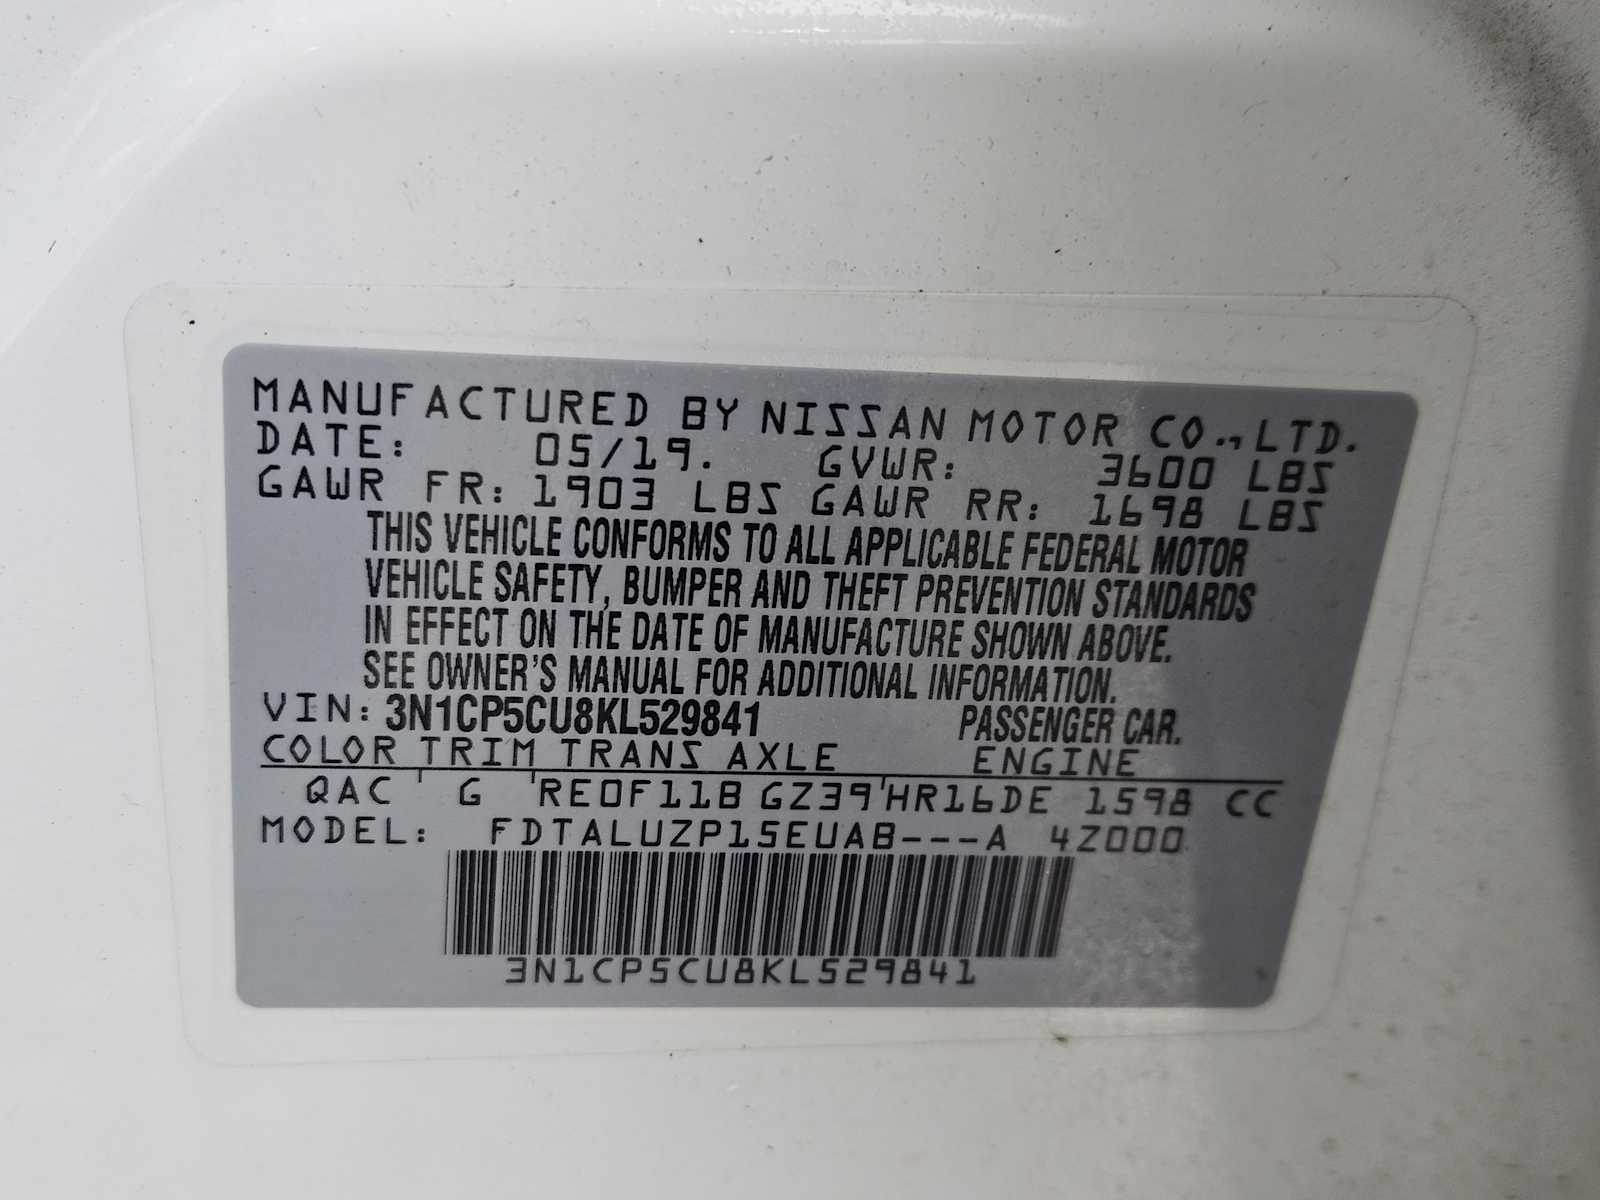 MANUFACTURED BY NISSAN MOTOR CO.,LTD.
DATE: 05/19. GVWR: 3600 LBS
GAWR FR: 1903 LBS GAWR RR: 1698 LBS
THIS VEHICLE CONFORMS TO ALL APPLICABLE FEDERAL MOTOR
VEHICLE SAFETY, BUMPER AND THEFT PREVENTION STANDARDS
IN EFFECT ON THE DATE OF MANUFACTURE SHOWN ABOVE.
SEE OWNER'S MANUAL FOR ADDITIONAL INFORMATION.
VIN: 3N1CP5CU8KL529841 PASSENGER CAR.
COLOR TRIM TRANS AXLE ENGINE
QAC G RE0F11B GZ39 HR16DE 1598 CC
MODEL: FDTALUZP15EUAB---A 4Z000
3N1CP5CU8KL529841